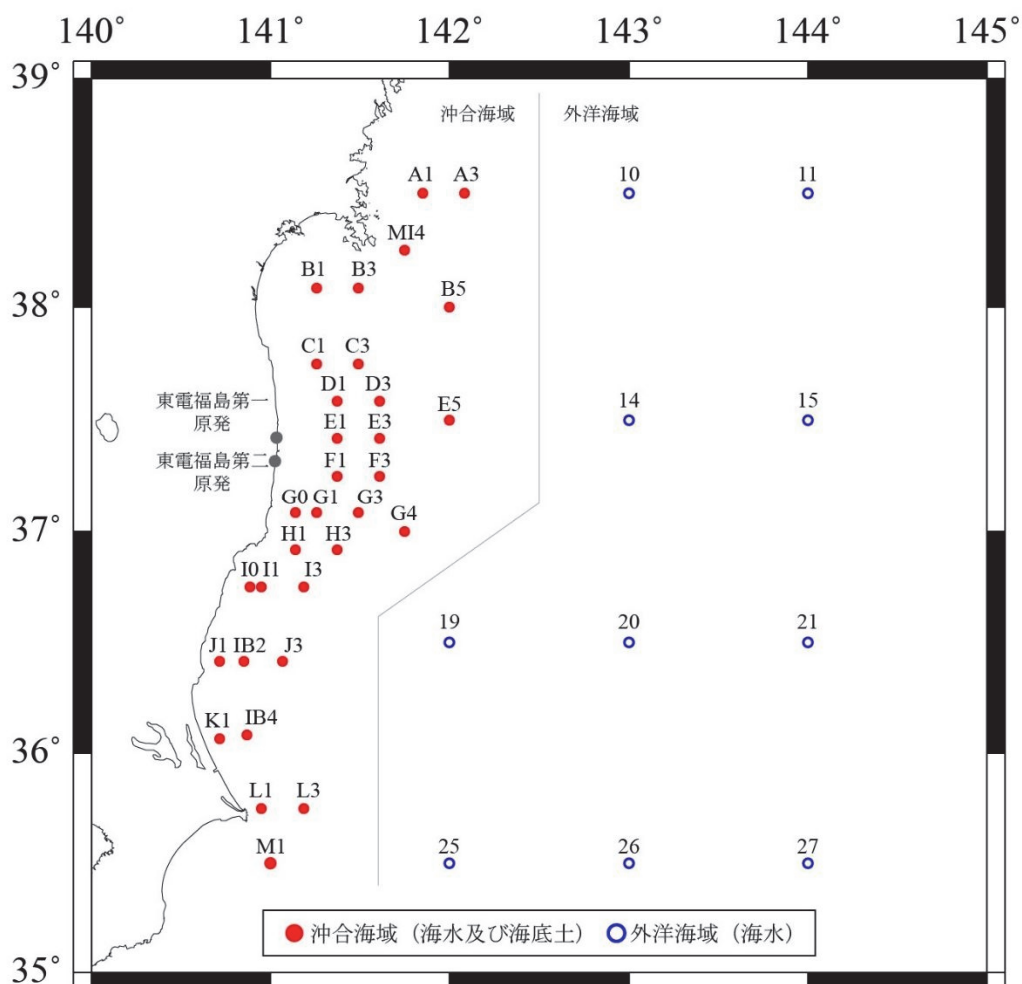 140°
141°
142°
143°
144°
145°
39°
沖合海域
外洋海域
A1
A3
10
11
MI4
B1
B3
B5
38°
C1
C3
東電福島第一
原発
D1
D3
E5
14
15
E1
E3
東電福島第二
原発
F1
F3
G0
G1
G3
G4
37°
H1
H3
I0
I1
I3
19
20
21
J1
IB2
J3
K1
IB4
36°
L1
L3
M1
25
26
27
沖合海域（海水及び海底土）
外洋海域（海水）
35°